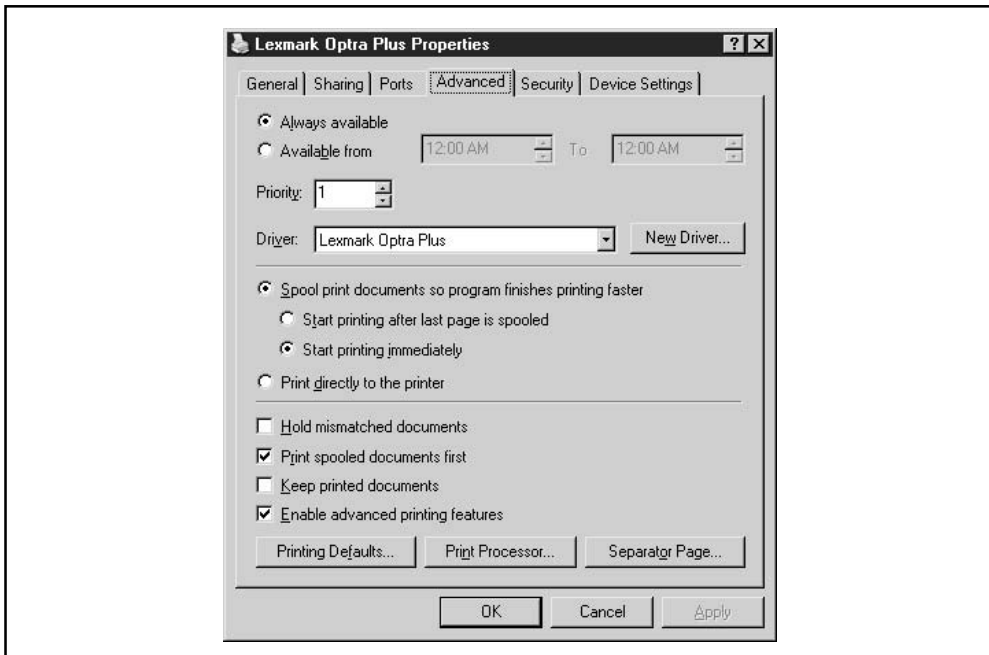 Lexmark Optra Plus Properties
General Sharing Ports Advanced Security Device Settings
Always available
Available from 12:00 AM To 12:00 AM
Priority: 1
Driver: Lexmark Optra Plus New Driver...
Spool print documents so program finishes printing faster
Start printing after last page is spooled
Start printing immediately
Print directly to the printer
Hold mismatched documents
Print spooled documents first
Keep printed documents
Enable advanced printing features
Printing Defaults... Print Processor... Separator Page...
OK Cancel Apply